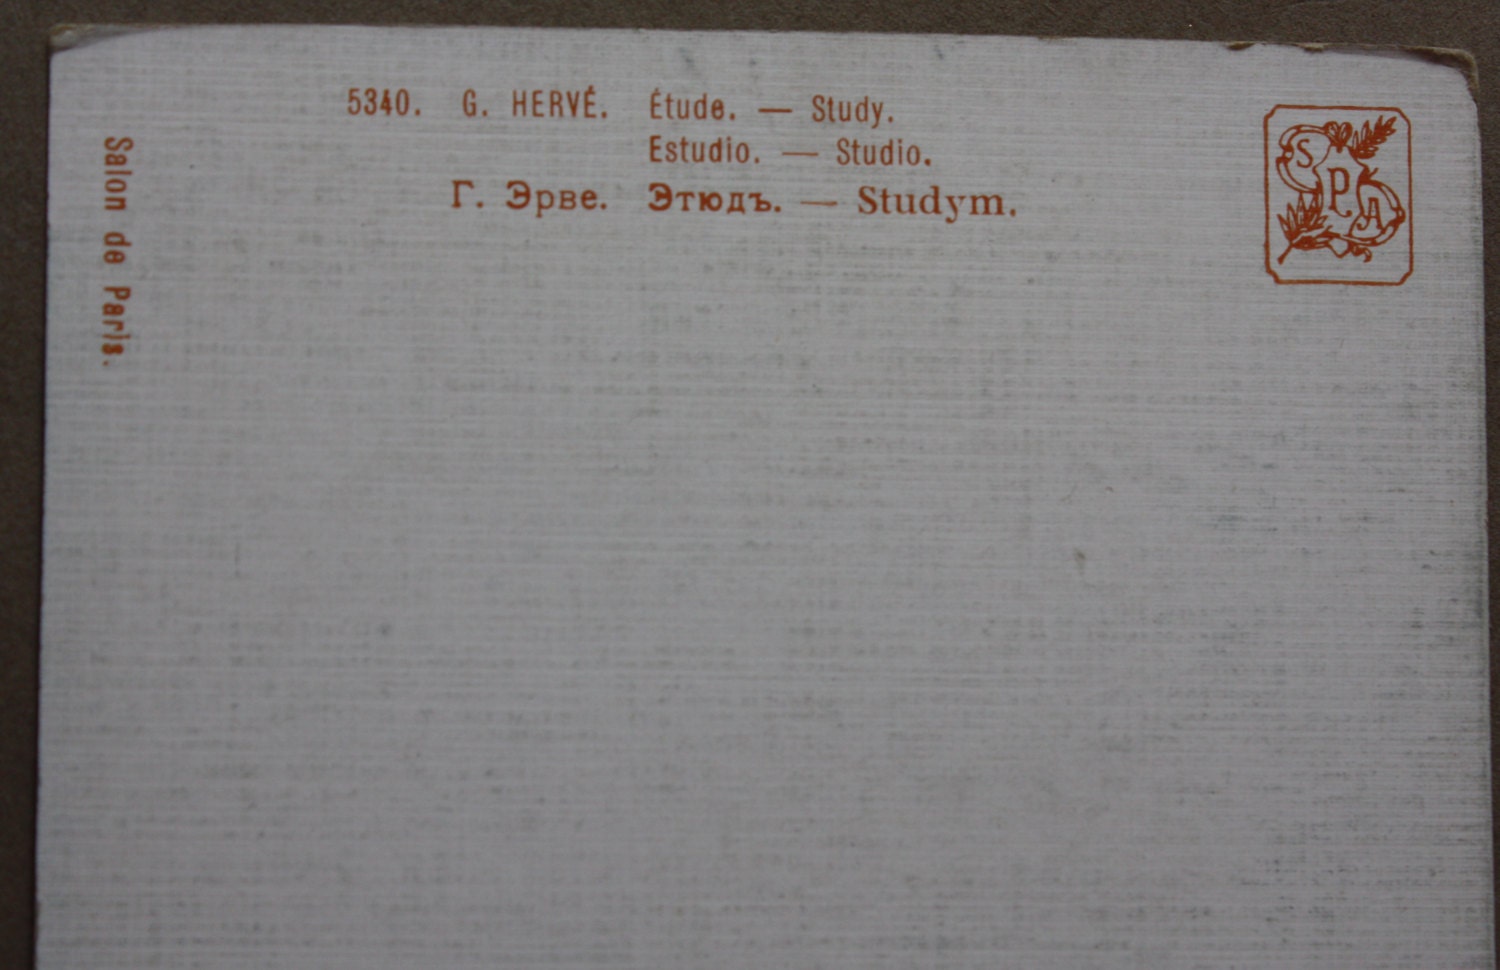 5340. G. HERVÉ. Étude. — Study.
Estudio. — Studio.
Г. Эрве. Этюдъ. — Studym.
Salon de Paris.
S P A